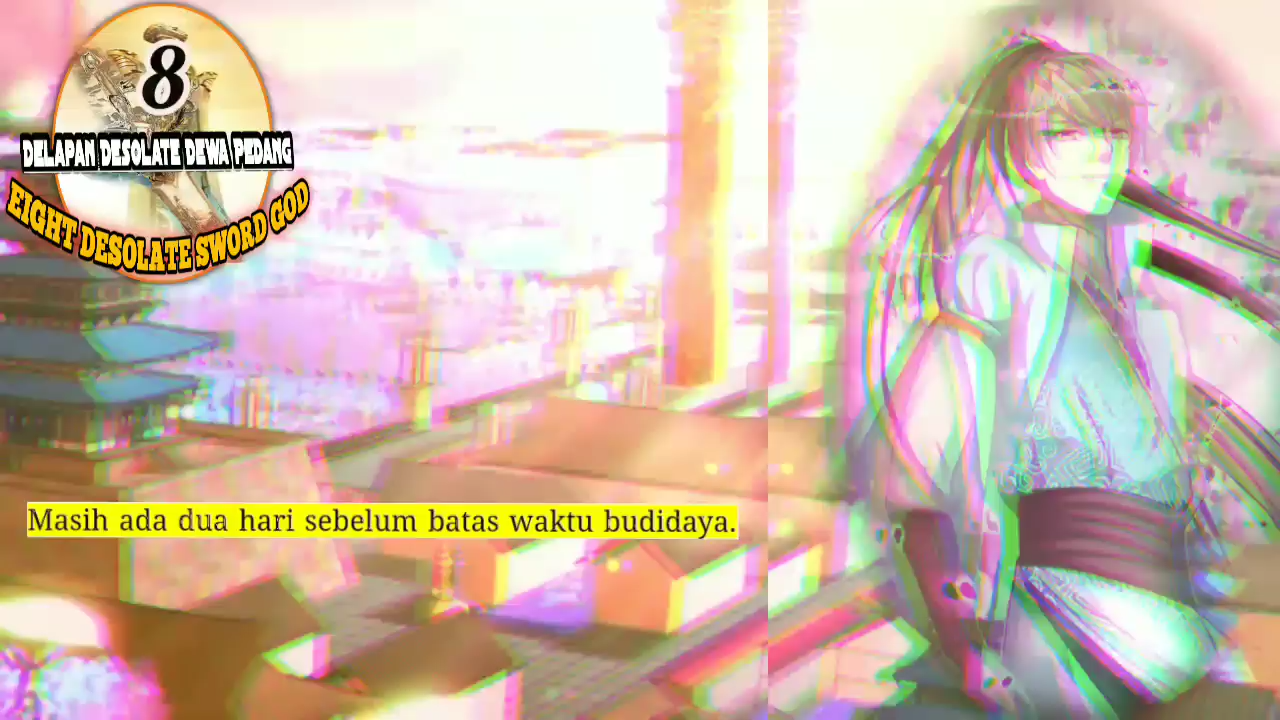 8
DELAPAN DESOLATE DEWA PEDANG
EIGHT DESOLATE SWORD GOD
Masih ada dua hari sebelum batas waktu budidaya.